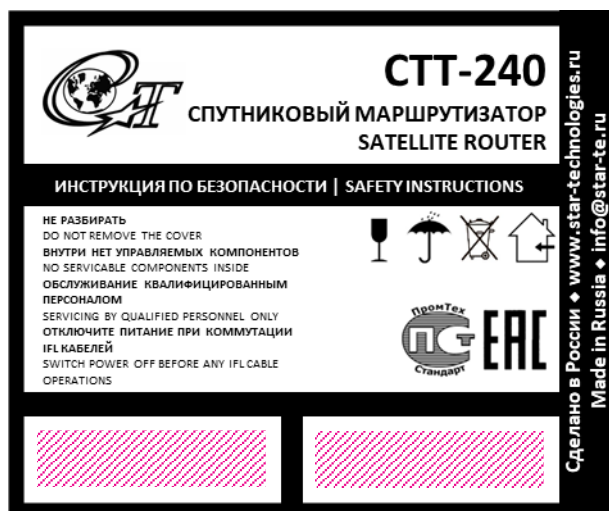 СТТ-240
СПУТНИКОВЫЙ МАРШРУТИЗАТОР
SATELLITE ROUTER
ИНСТРУКЦИЯ ПО БЕЗОПАСНОСТИ | SAFETY INSTRUCTIONS
НЕ РАЗБИРАТЬ
DO NOT REMOVE THE COVER
ВНУТРИ НЕТ УПРАВЛЯЕМЫХ КОМПОНЕНТОВ
NO SERVICABLE COMPONENTS INSIDE
ОБСЛУЖИВАНИЕ КВАЛИФИЦИРОВАННЫМ
ПЕРСОНАЛОМ
SERVICING BY QUALIFIED PERSONNEL ONLY
ОТКЛЮЧИТЕ ПИТАНИЕ ПРИ КОММУТАЦИИ
IFL КАБЕЛЕЙ
SWITCH POWER OFF BEFORE ANY IFL CABLE
OPERATIONS
ПромТех
ПСТ
Стандарт
EAC
Сделано в России ♦ www.star-technologies.ru
Made in Russia ♦ info@star-te.ru